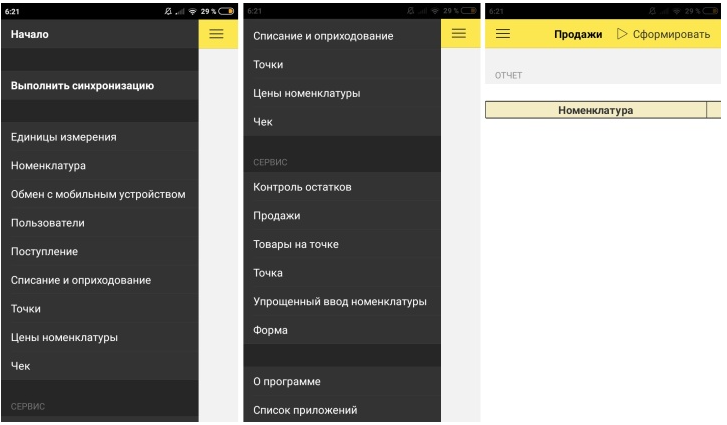 6:21
29 %
Начало
Выполнить синхронизацию
Единицы измерения
Номенклатура
Обмен с мобильным устройством
Пользователи
Поступление
Списание и оприходование
Точки
Цены номенклатуры
Чек
СЕРВИС
6:21
29 %
Списание и оприходование
Точки
Цены номенклатуры
Чек
СЕРВИС
Контроль остатков
Продажи
Товары на точке
Точка
Упрощенный ввод номенклатуры
Форма
О программе
Список приложений
6:21
29 %
Продажи
Сформировать
ОТЧЕТ
Номенклатура